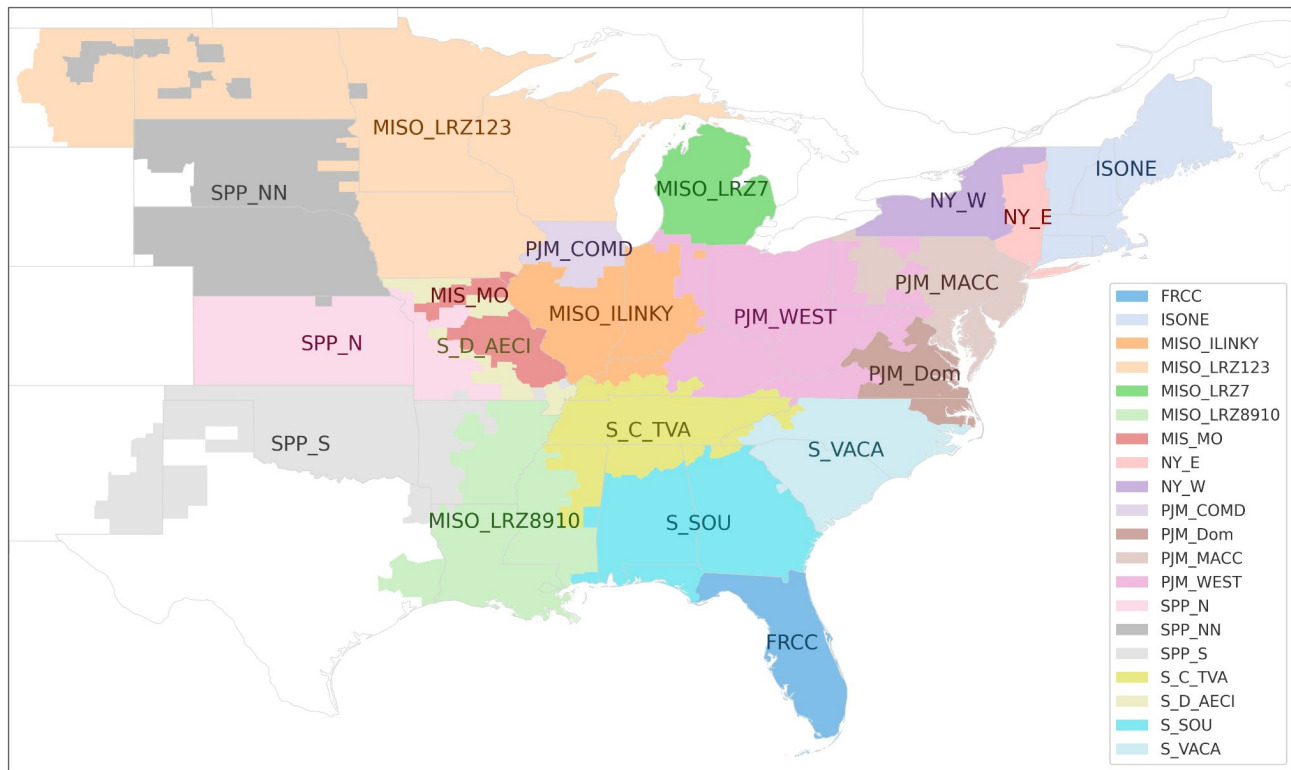 MISO_LRZ123
SPP_NN
MISO_LRZ7
ISONE
NY_W
NY_E
PJM_COMD
MIS_MO
MISO_ILINKY
PJM_MACC
PJM_WEST
SPP_N
S_D_AECI
PJM_Dom
SPP_S
S_C_TVA
S_VACA
MISO_LRZ8910
S_SOU
FRCC
FRCC
ISONE
MISO_ILINKY
MISO_LRZ123
MISO_LRZ7
MISO_LRZ8910
MIS_MO
NY_E
NY_W
PJM_COMD
PJM_Dom
PJM_MACC
PJM_WEST
SPP_N
SPP_NN
SPP_S
S_C_TVA
S_D_AECI
S_SOU
S_VACA